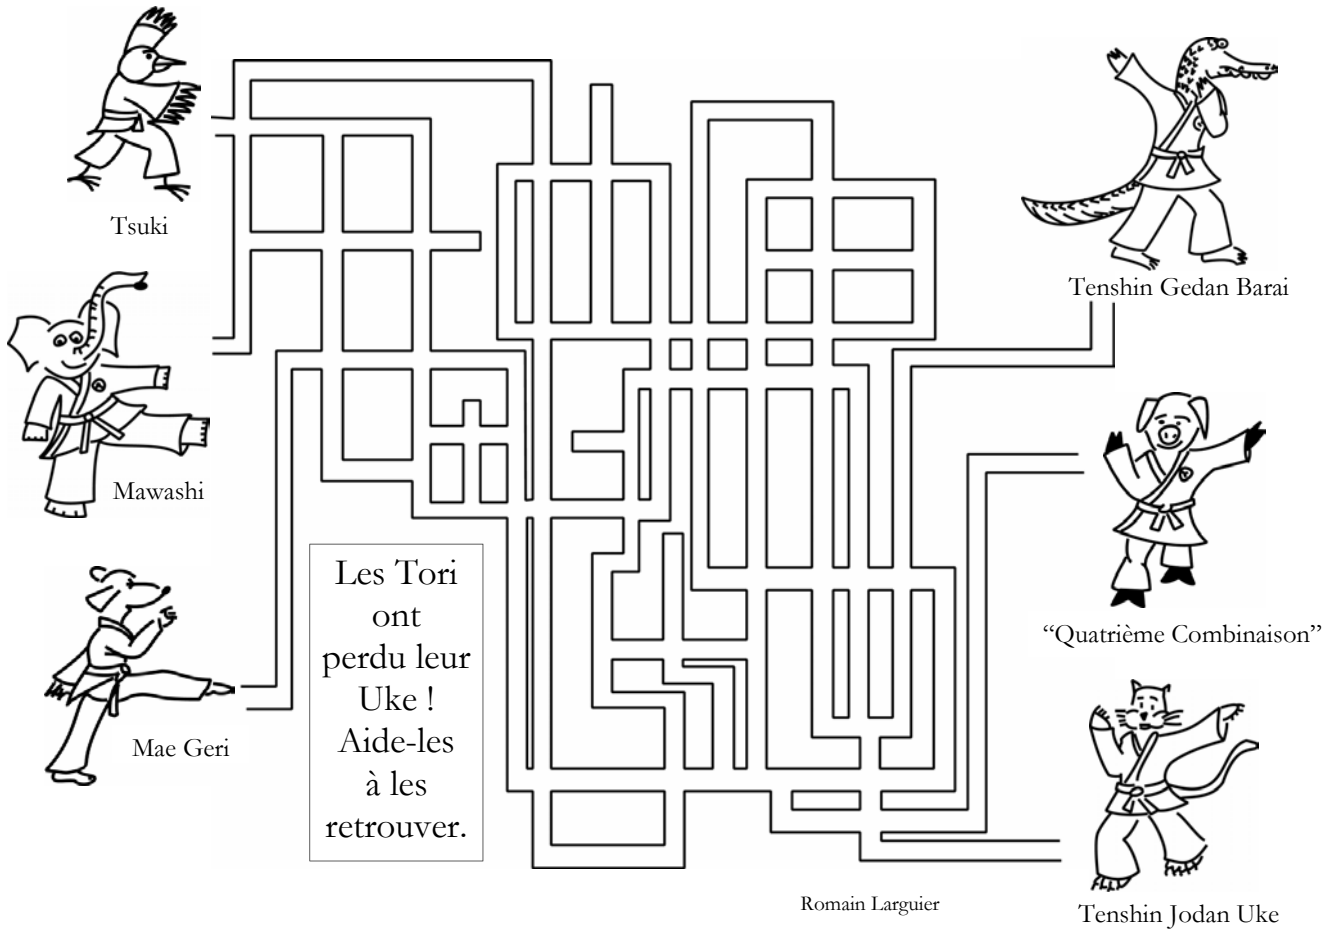 Tsuki
Tenshin Gedan Barai
Mawashi
Les Tori
ont
perdu leur
Uke !
Aide-les
à les
retrouver.
“Quatrième Combinaison”
Mae Geri
Romain Larguier
Tenshin Jodan Uke